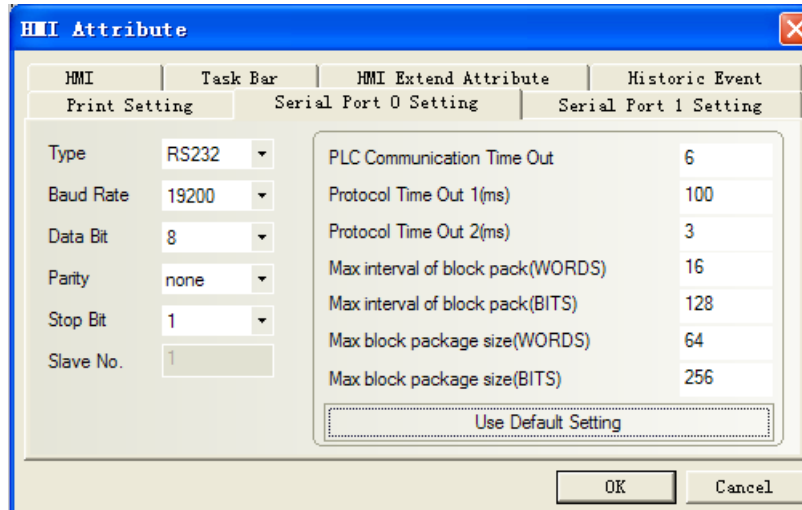 HMI Attribute
HMI Task Bar HMI Extend Attribute Historic Event
Print Setting Serial Port 0 Setting Serial Port 1 Setting
Type RS232
Baud Rate 19200
Data Bit 8
Parity none
Stop Bit 1
Slave No. 1
PLC Communication Time Out 6
Protocol Time Out 1(ms) 100
Protocol Time Out 2(ms) 3
Max interval of block pack(WORDS) 16
Max interval of block pack(BITS) 128
Max block package size(WORDS) 64
Max block package size(BITS) 256
Use Default Setting
OK Cancel